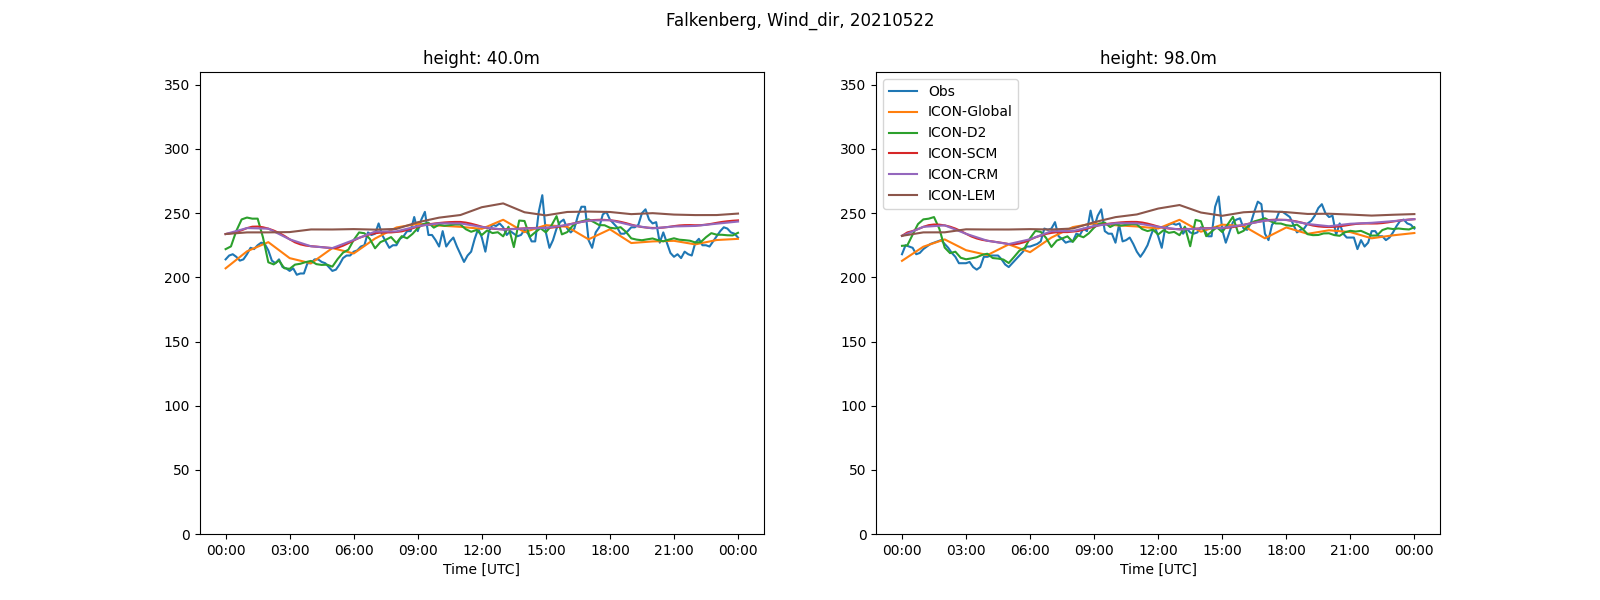 Falkenberg, Wind_dir, 20210522
height: 40.0m
350
300
250
200
150
100
50
0
00:00 03:00 06:00 09:00 12:00 15:00 18:00 21:00 00:00
Time [UTC]
height: 98.0m
Obs
ICON-Global
ICON-D2
ICON-SCM
ICON-CRM
ICON-LEM
350
300
250
200
150
100
50
0
00:00 03:00 06:00 09:00 12:00 15:00 18:00 21:00 00:00
Time [UTC]